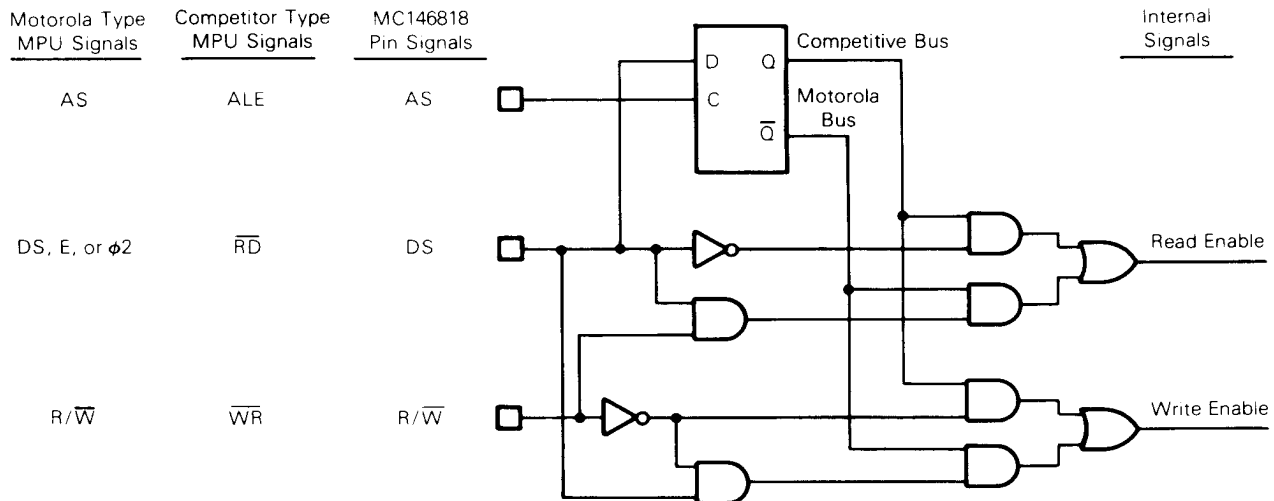 Motorola Type
MPU Signals
Competitor Type
MPU Signals
MC146818
Pin Signals
Internal
Signals
Competitive Bus
D Q
Motorola
Bus
AS ALE AS
C
Q̅
DS, E, or ϕ2 R̅D̅ DS
Read Enable
R/W̅ W̅R̅ R/W̅
Write Enable